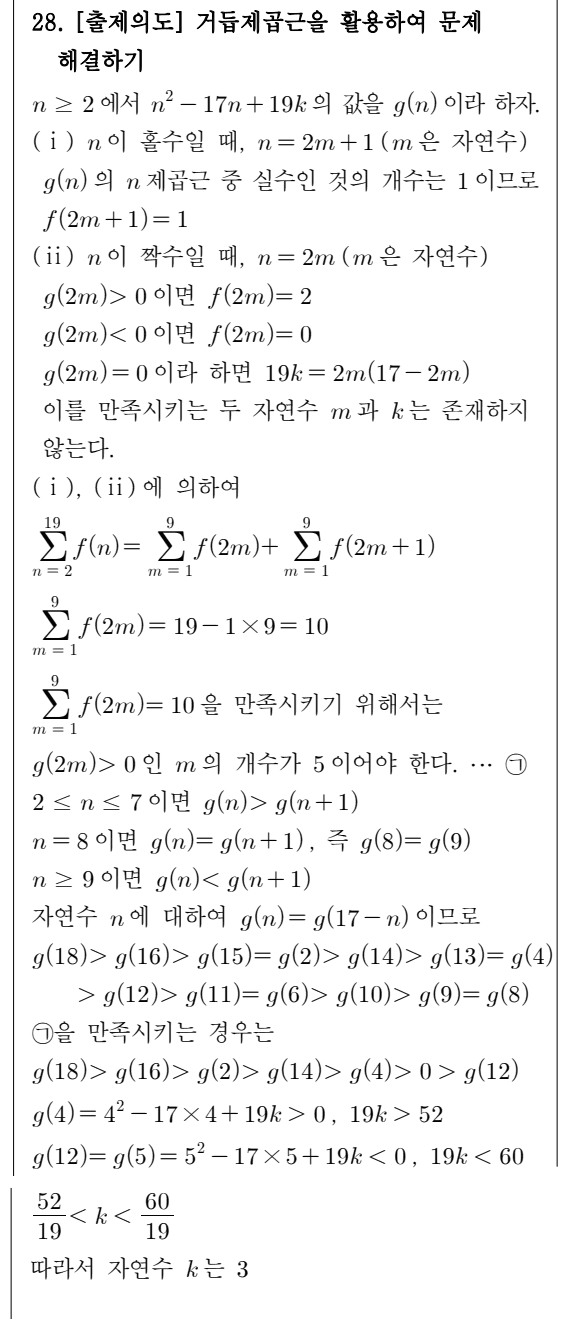 28. [출제의도] 거듭제곱근을 활용하여 문제
해결하기
n ≥ 2 에서 n² − 17n + 19k 의 값을 g(n) 이라 하자.
(ⅰ) n 이 홀수일 때, n = 2m + 1 (m 은 자연수)
g(n) 의 n 제곱근 중 실수인 것의 개수는 1 이므로
f(2m + 1) = 1
(ⅱ) n 이 짝수일 때, n = 2m (m 은 자연수)
g(2m) > 0 이면 f(2m) = 2
g(2m) < 0 이면 f(2m) = 0
g(2m) = 0 이라 하면 19k = 2m(17 − 2m)
이를 만족시키는 두 자연수 m 과 k 는 존재하지
않는다.
(ⅰ), (ⅱ) 에 의하여
∑_{n = 2}^{19} f(n) = ∑_{m = 1}^{9} f(2m) + ∑_{m = 1}^{9} f(2m + 1)
∑_{m = 1}^{9} f(2m) = 19 − 1 × 9 = 10
∑_{m = 1}^{9} f(2m) = 10 을 만족시키기 위해서는
g(2m) > 0 인 m 의 개수가 5 이어야 한다. ⋯ ㉠
2 ≤ n ≤ 7 이면 g(n) > g(n + 1)
n = 8 이면 g(n) = g(n + 1), 즉 g(8) = g(9)
n ≥ 9 이면 g(n) < g(n + 1)
자연수 n 에 대하여 g(n) = g(17 − n) 이므로
g(18) > g(16) > g(15) = g(2) > g(14) > g(13) = g(4)
> g(12) > g(11) = g(6) > g(10) > g(9) = g(8)
㉠을 만족시키는 경우는
g(18) > g(16) > g(2) > g(14) > g(4) > 0 > g(12)
g(4) = 4² − 17 × 4 + 19k > 0, 19k > 52
g(12) = g(5) = 5² − 17 × 5 + 19k < 0, 19k < 60
52/19 < k < 60/19
따라서 자연수 k 는 3